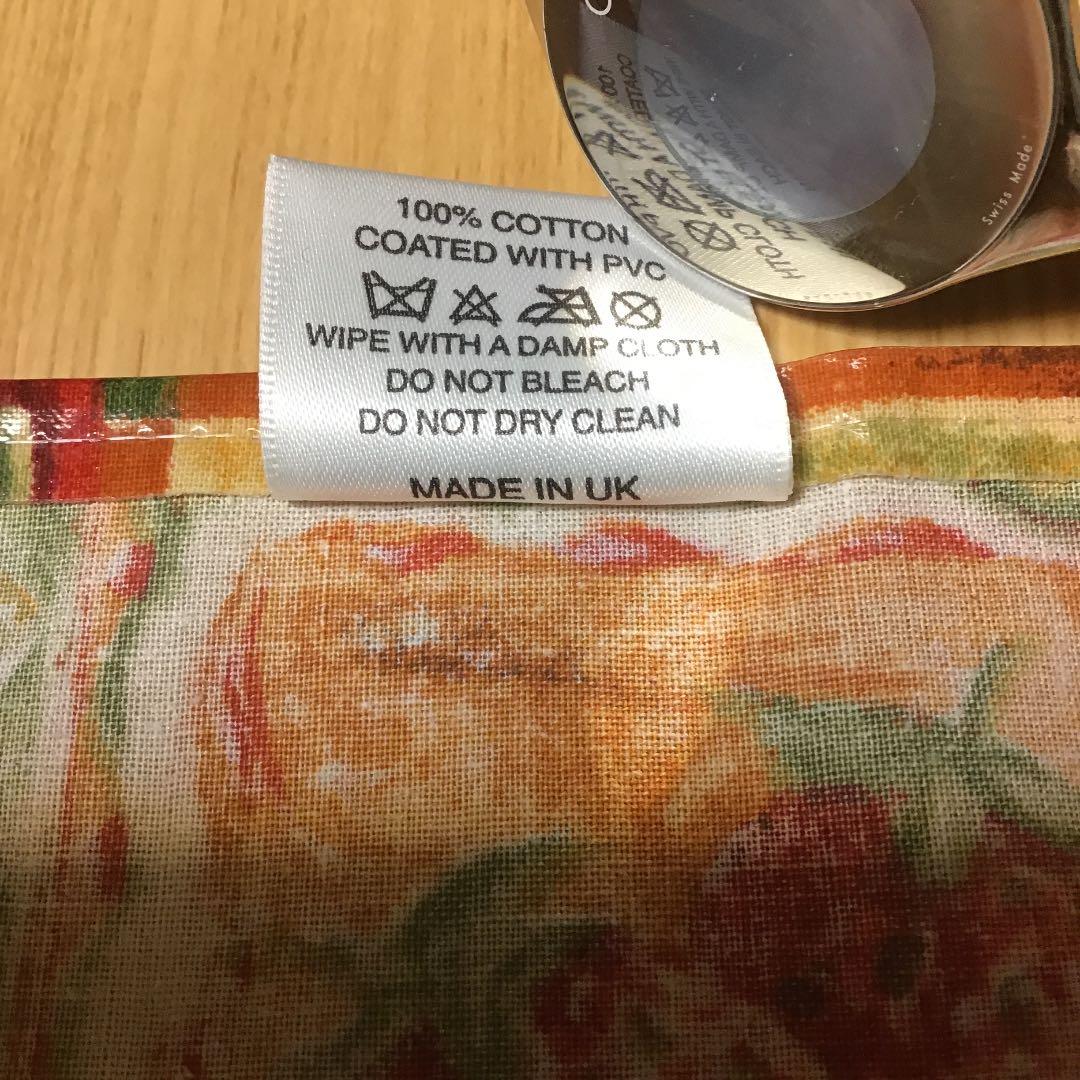 100% COTTON
COATED WITH PVC
WIPE WITH A DAMP CLOTH
DO NOT BLEACH
DO NOT DRY CLEAN
MADE IN UK
Swiss Made